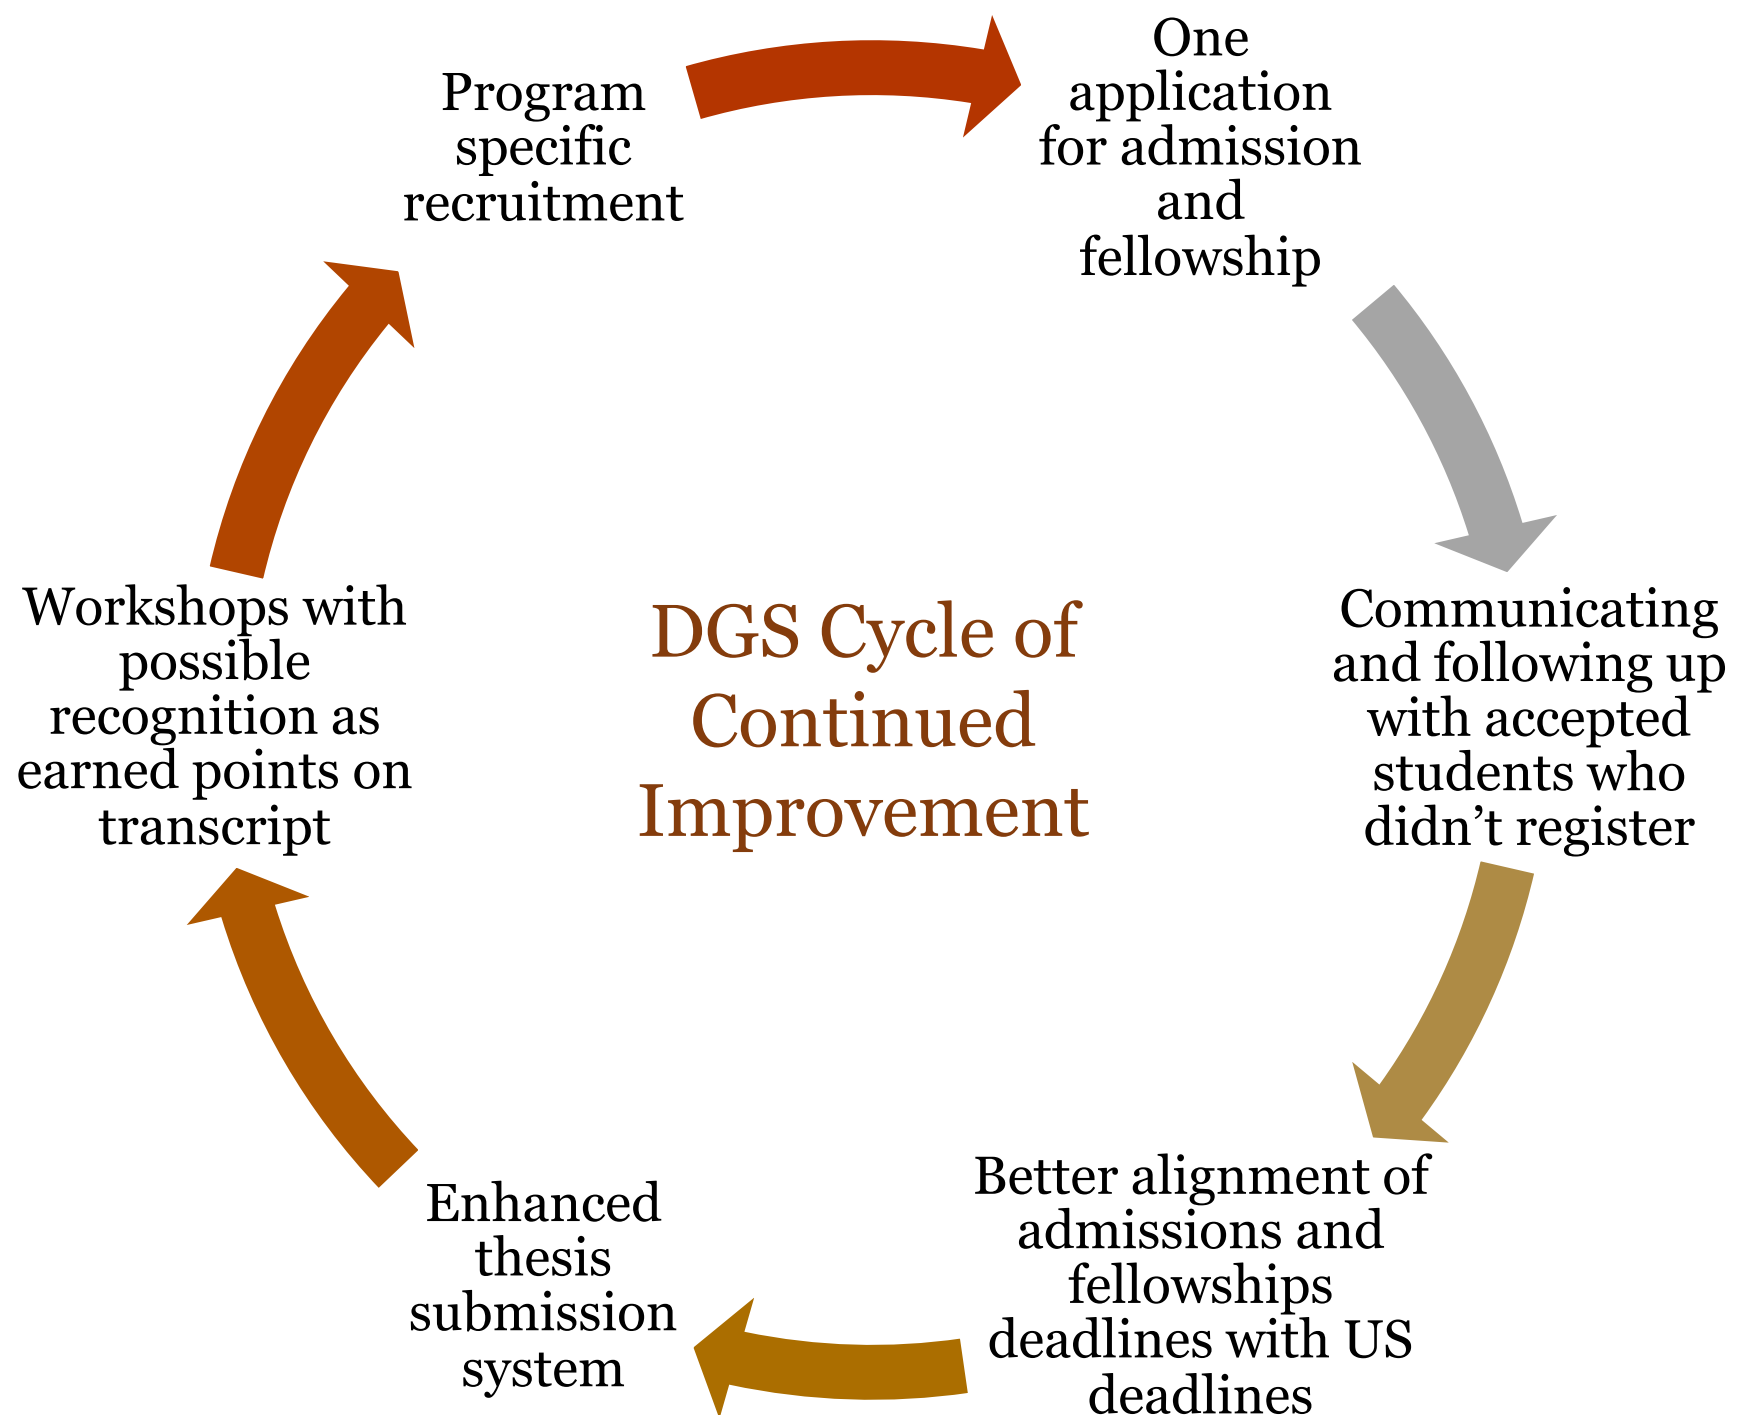 Program
specific
recruitment
One
application
for admission
and
fellowship
Communicating
and following up
with accepted
students who
didn’t register
Better alignment of
admissions and
fellowships
deadlines with US
deadlines
Enhanced
thesis
submission
system
Workshops with
possible
recognition as
earned points on
transcript
DGS Cycle of
Continued
Improvement